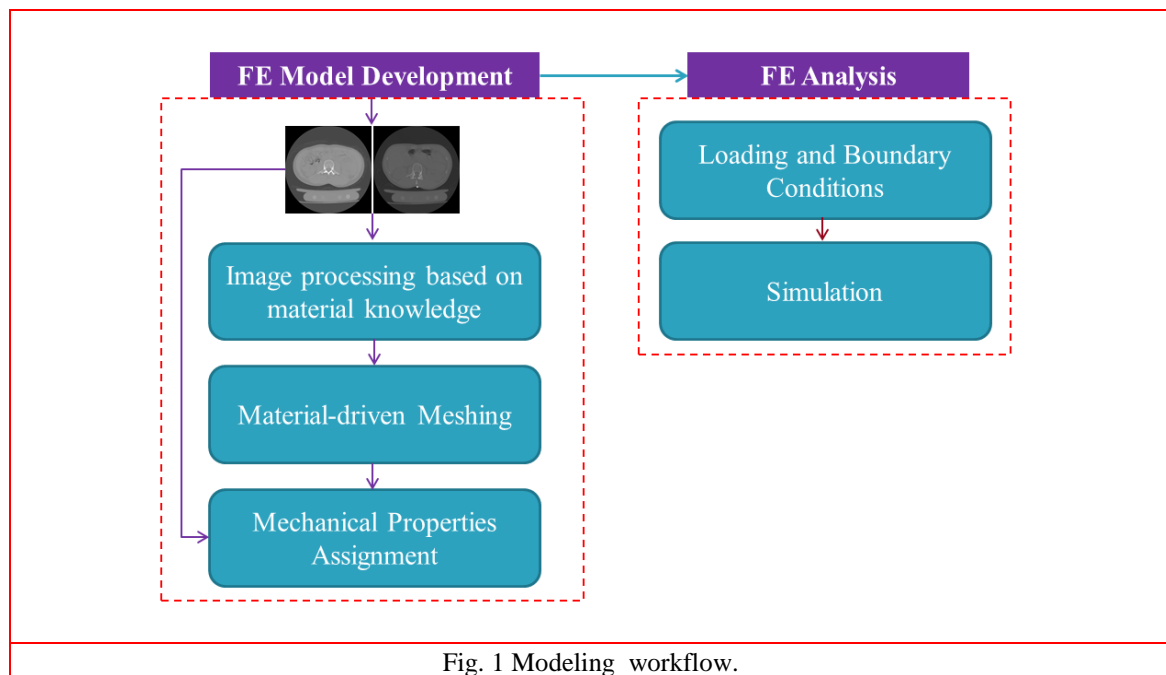 FE Model Development
FE Analysis
Image processing based on
material knowledge
Material-driven Meshing
Mechanical Properties
Assignment
Loading and Boundary
Conditions
Simulation
Fig. 1 Modeling workflow.